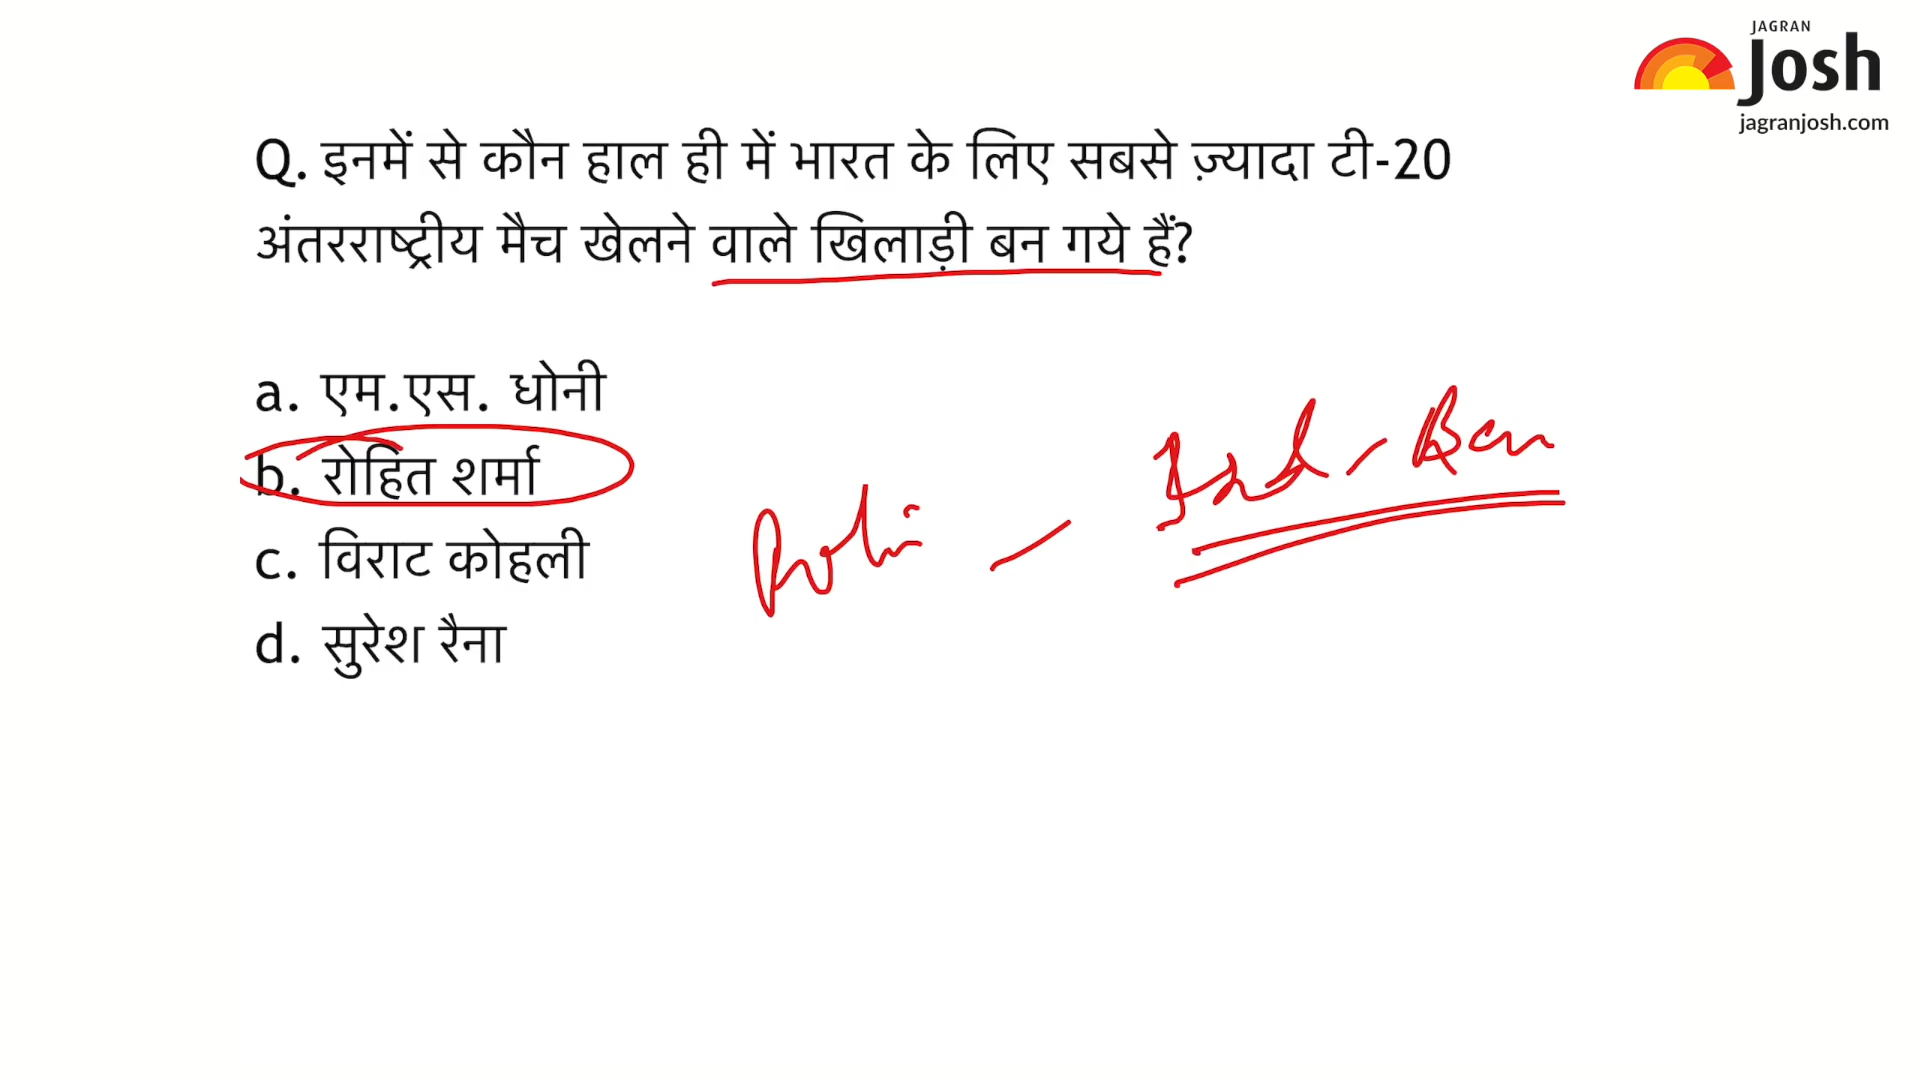 JAGRAN
Josh
jagranjosh.com
Q. इनमें से कौन हाल ही में भारत के लिए सबसे ज़्यादा टी-20
अंतरराष्ट्रीय मैच खेलने वाले खिलाड़ी बन गये हैं?
a. एम.एस. धोनी
b. रोहित शर्मा
c. विराट कोहली
d. सुरेश रैना